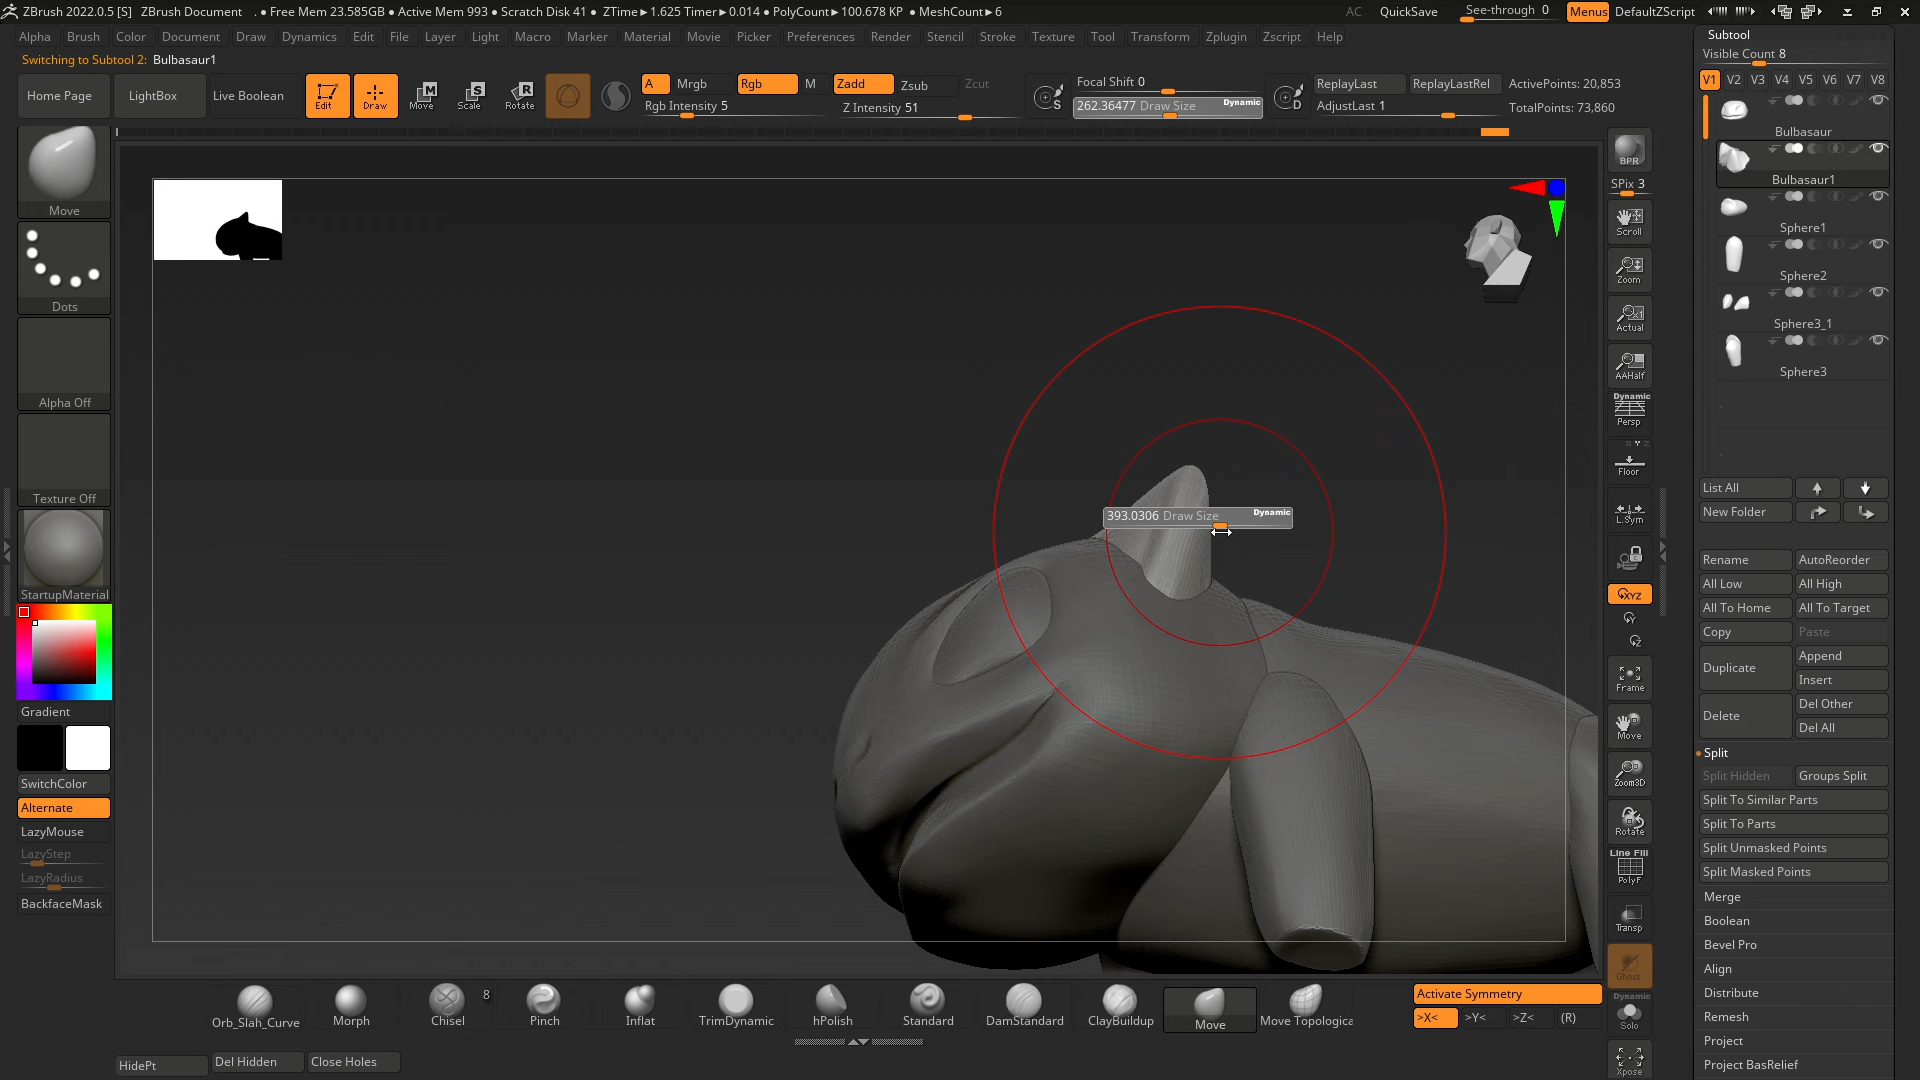 ZBrush 2022.0.5 [S] ZBrush Document . • Free Mem 23.585GB • Active Mem 993 • Scratch Disk 41 • ZTime►1.625 Timer►0.014 • PolyCount►100.678 KP • MeshCount►6 AC QuickSave See-through 0 Menus DefaultZScript
Alpha Brush Color Document Draw Dynamics Edit File Layer Light Macro Marker Material Movie Picker Preferences Render Stencil Stroke Texture Tool Transform Zplugin Zscript Help
Switching to Subtool 2: Bulbasaur1
Home Page LightBox Live Boolean Edit Draw Move Scale Rotate
A Mrgb Rgb M Zadd Zsub Zcut
Rgb Intensity 5 Z Intensity 51
Focal Shift 0
262.36477 Draw Size Dynamic
ReplayLast ReplayLastRel ActivePoints: 20,853
AdjustLast 1 TotalPoints: 73,860
Move
Dots
Alpha Off
Texture Off
StartupMaterial
Gradient
SwitchColor
Alternate
LazyMouse
LazyStep
LazyRadius
BackfaceMask
393.0306 Draw Size Dynamic
BPR
SPix 3
Scroll
Zoom
Actual
AAHalf
Dynamic
Persp
Floor
L.Sym
XYZ
Frame
Move
Zoom3D
Rotate
Line Fill
PolyF
Transp
Ghost
Dynamic
Solo
Xpose
Subtool
Visible Count 8
V1 V2 V3 V4 V5 V6 V7 V8
Bulbasaur
Bulbasaur1
Sphere1
Sphere2
Sphere3_1
Sphere3
List All
New Folder
Rename AutoReorder
All Low All High
All To Home All To Target
Copy Paste
Duplicate Append
Insert
Delete Del Other
Del All
Split
Split Hidden Groups Split
Split To Similar Parts
Split To Parts
Split Unmasked Points
Split Masked Points
Merge
Boolean
Bevel Pro
Align
Distribute
Remesh
Project
Project BasRelief
Orb_Slah_Curve Morph Chisel 8 Pinch Inflat TrimDynamic hPolish Standard DamStandard ClayBuildup Move Move Topologica
Activate Symmetry
>X< >Y< >Z< (R)
HidePt Del Hidden Close Holes